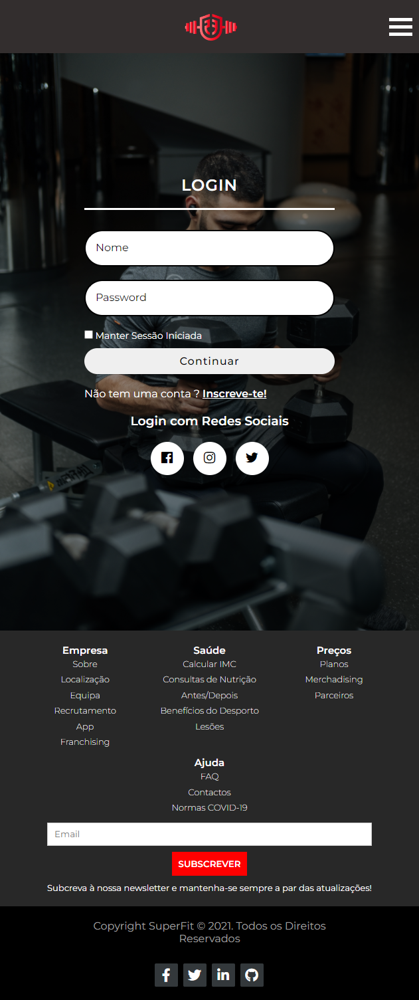 LOGIN
Nome
Password
Manter Sessão Iniciada
Continuar
Não tem uma conta ? Inscreve-te!
Login com Redes Sociais
Empresa
Sobre
Localização
Equipa
Recrutamento
App
Franchising
Saúde
Calcular IMC
Consultas de Nutrição
Antes/Depois
Benefícios do Desporto
Lesões
Preços
Planos
Merchadising
Parceiros
Ajuda
FAQ
Contactos
Normas COVID-19
Email
SUBSCREVER
Subcreva à nossa newsletter e mantenha-se sempre a par das atualizações!
Copyright SuperFit © 2021. Todos os Direitos
Reservados